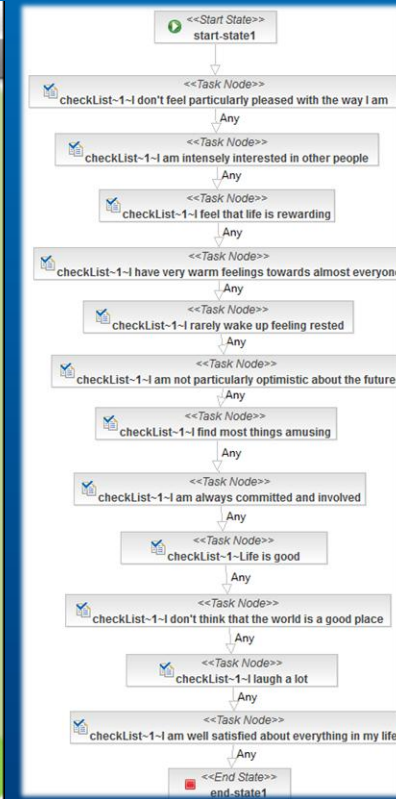 <<Start State>>
start-state1
<<Task Node>>
checkList~1~I don't feel particularly pleased with the way I am
Any
<<Task Node>>
checkList~1~I am intensely interested in other people
Any
<<Task Node>>
checkList~1~I feel that life is rewarding
Any
<<Task Node>>
checkList~1~I have very warm feelings towards almost everyone
Any
<<Task Node>>
checkList~1~I rarely wake up feeling rested
Any
<<Task Node>>
checkList~1~I am not particularly optimistic about the future
Any
<<Task Node>>
checkList~1~I find most things amusing
Any
<<Task Node>>
checkList~1~I am always committed and involved
Any
<<Task Node>>
checkList~1~Life is good
Any
<<Task Node>>
checkList~1~I don't think that the world is a good place
Any
<<Task Node>>
checkList~1~I laugh a lot
Any
<<Task Node>>
checkList~1~I am well satisfied about everything in my life
Any
<<End State>>
end-state1